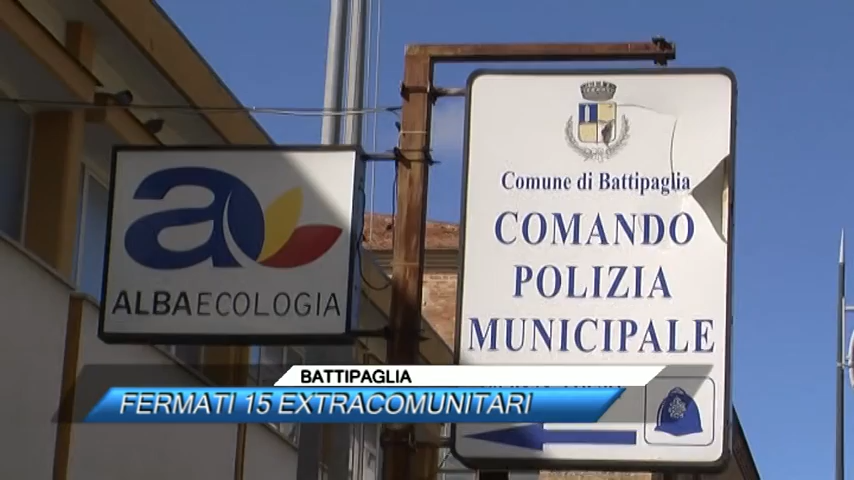 Comune di Battipaglia
COMANDO
POLIZIA
MUNICIPALE
a
ALBAECOLOGIA
BATTIPAGLIA
FERMATI 15 EXTRACOMUNITARI